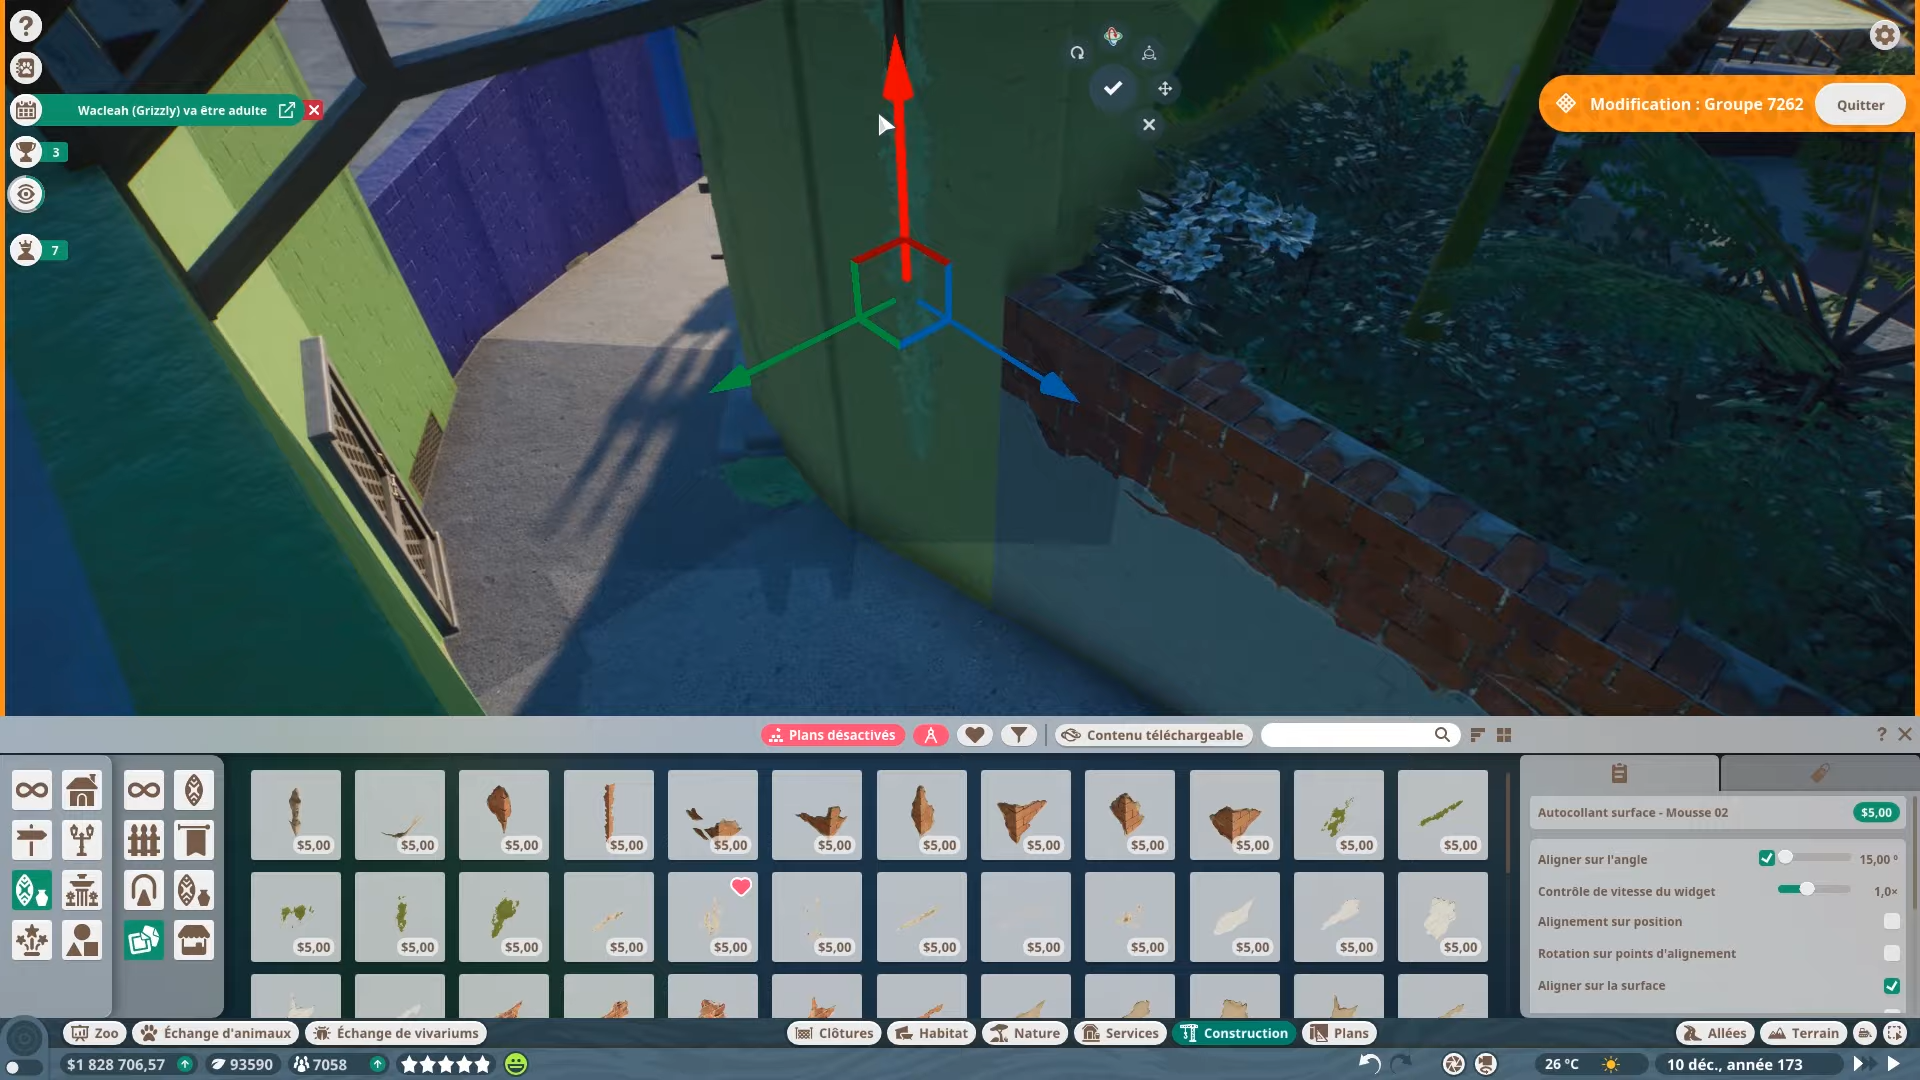 Wacleah (Grizzly) va être adulte
3
7
Modification : Groupe 7262
Quitter
Plans désactivés
Contenu téléchargeable
$5,00 $5,00 $5,00 $5,00 $5,00 $5,00 $5,00 $5,00 $5,00 $5,00 $5,00 $5,00
$5,00 $5,00 $5,00 $5,00 $5,00 $5,00 $5,00 $5,00 $5,00 $5,00 $5,00 $5,00
Autocollant surface - Mousse 02 $5,00
Aligner sur l'angle 15,00 °
Contrôle de vitesse du widget 1,0×
Alignement sur position
Rotation sur points d'alignement
Aligner sur la surface
Zoo Échange d'animaux Échange de vivariums Clôtures Habitat Nature Services Construction Plans Allées Terrain
$1 828 706,57 93590 7058 26 °C 10 déc., année 173